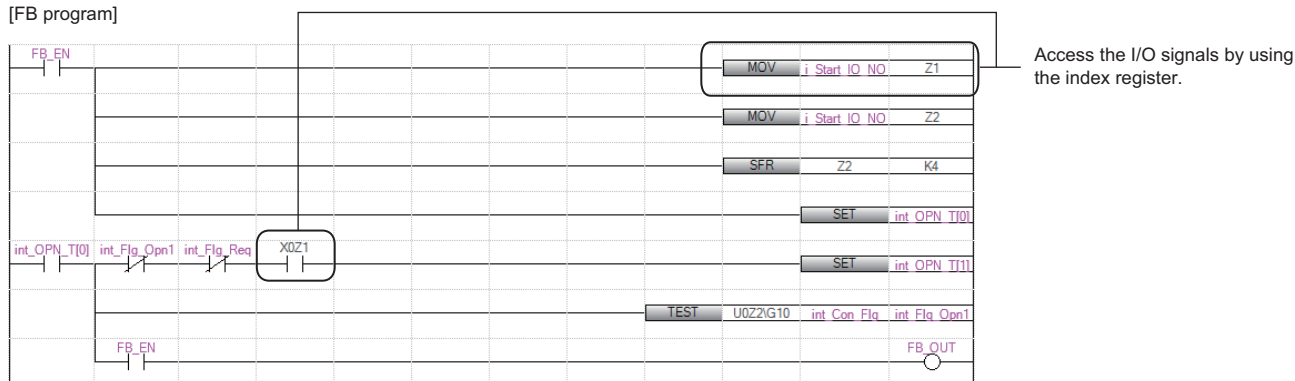 [FB program]
FB_EN
MOV i_Start_IO_NO Z1
Access the I/O signals by using
the index register.
MOV i_Start_IO_NO Z2
SFR Z2 K4
SET int_OPN_T[0]
int_OPN_T[0] int_Flg_Opn1 int_Flg_Req X0Z1
SET int_OPN_T[1]
TEST U0Z2\G10 int_Con_Flg int_Flg_Opn1
FB_EN FB_OUT